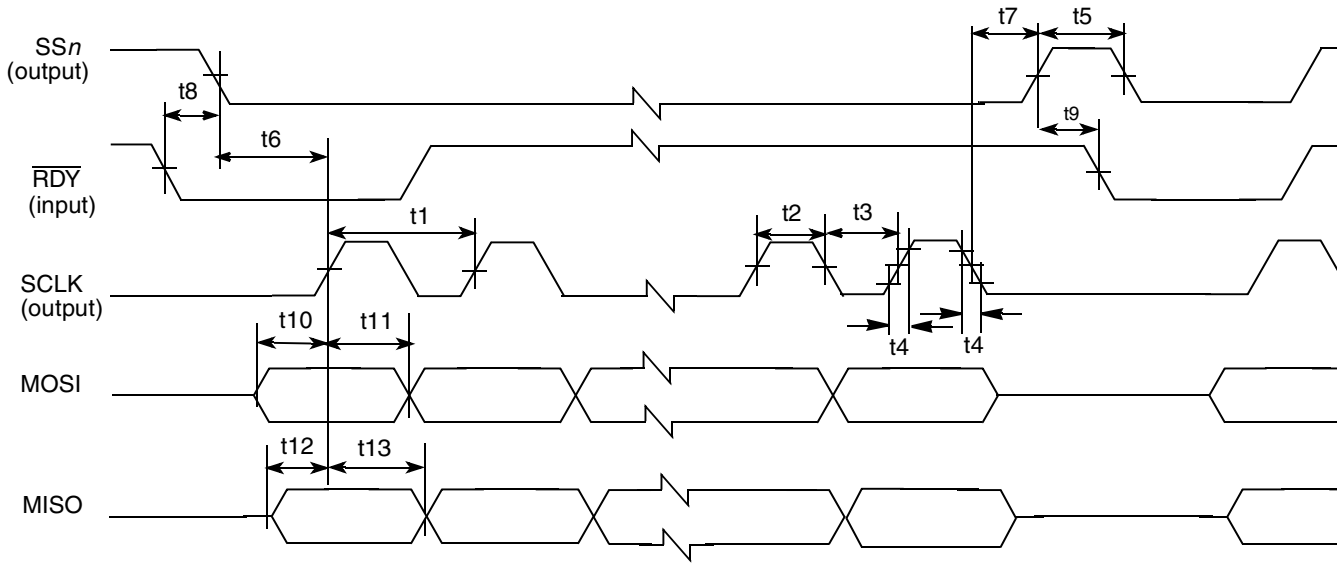 t7
t5
SSn
(output)
t8
t9
t6
RDY
(input)
t1
t2
t3
SCLK
(output)
t10
t11
t4
t4
MOSI
t12
t13
MISO